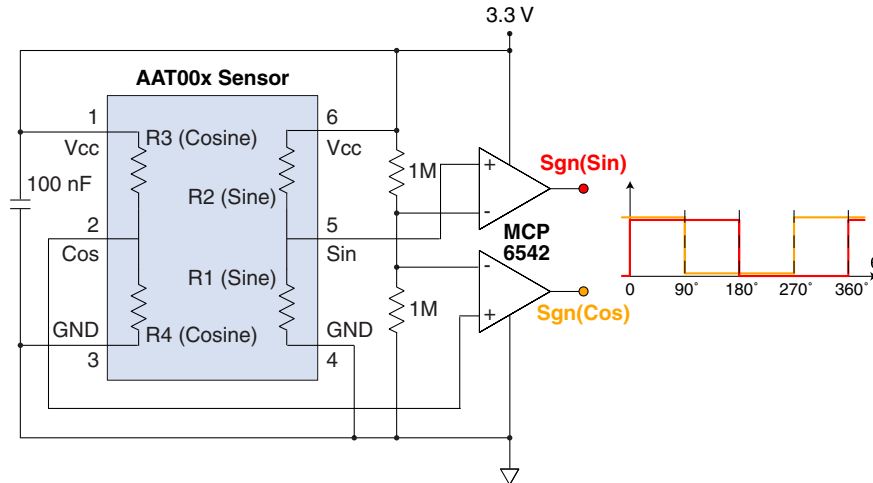 3.3 V
AAT00x Sensor
1
Vcc
R3 (Cosine)
6
Vcc
1M
Sgn(Sin)
100 nF
R2 (Sine)
2
Cos
5
Sin
MCP
6542
R1 (Sine)
1M
Sgn(Cos)
GND
3
R4 (Cosine)
GND
4
+
-
-
+
0
90°
180°
270°
360°